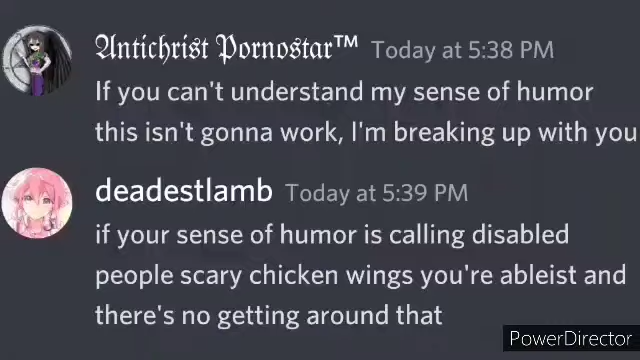 Antichrist Pornostar™ Today at 5:38 PM
If you can't understand my sense of humor
this isn't gonna work, I'm breaking up with you
deadestlamb Today at 5:39 PM
if your sense of humor is calling disabled
people scary chicken wings you're ableist and
there's no getting around that
PowerDirector